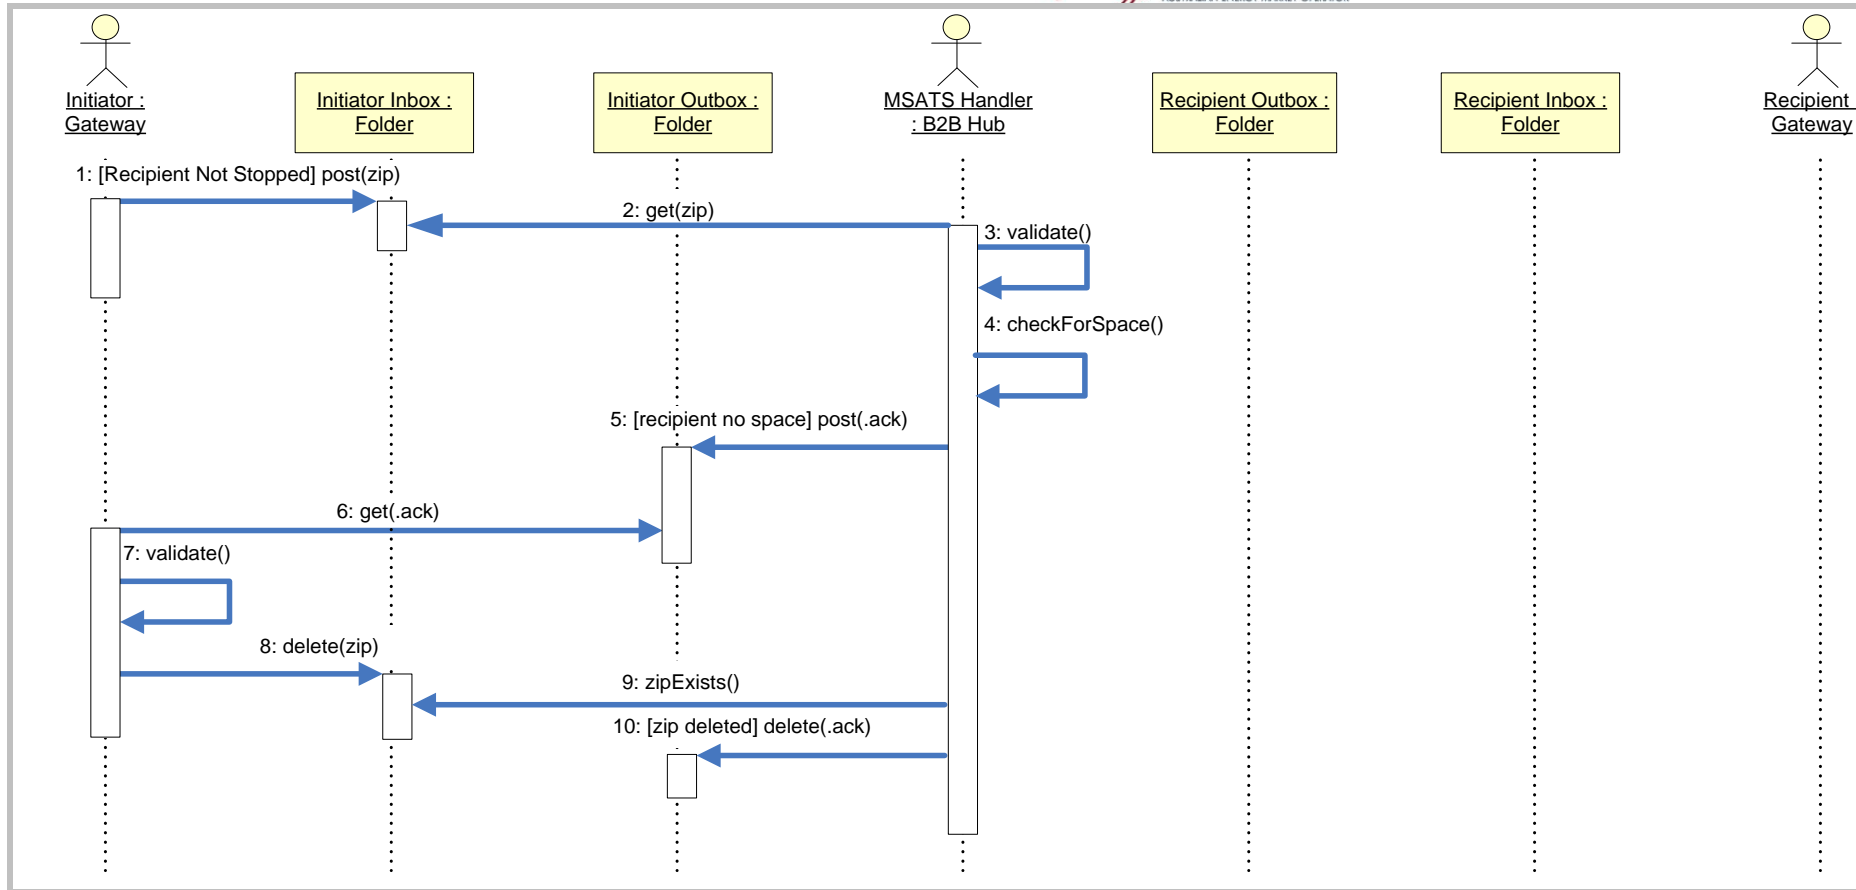 Initiator :
Gateway
Initiator Inbox :
Folder
Initiator Outbox :
Folder
MSATS Handler
: B2B Hub
Recipient Outbox :
Folder
Recipient Inbox :
Folder
Recipient
Gateway
1: [Recipient Not Stopped] post(zip)
2: get(zip)
3: validate()
4: checkForSpace()
5: [recipient no space] post(.ack)
6: get(.ack)
7: validate()
8: delete(zip)
9: zipExists()
10: [zip deleted] delete(.ack)